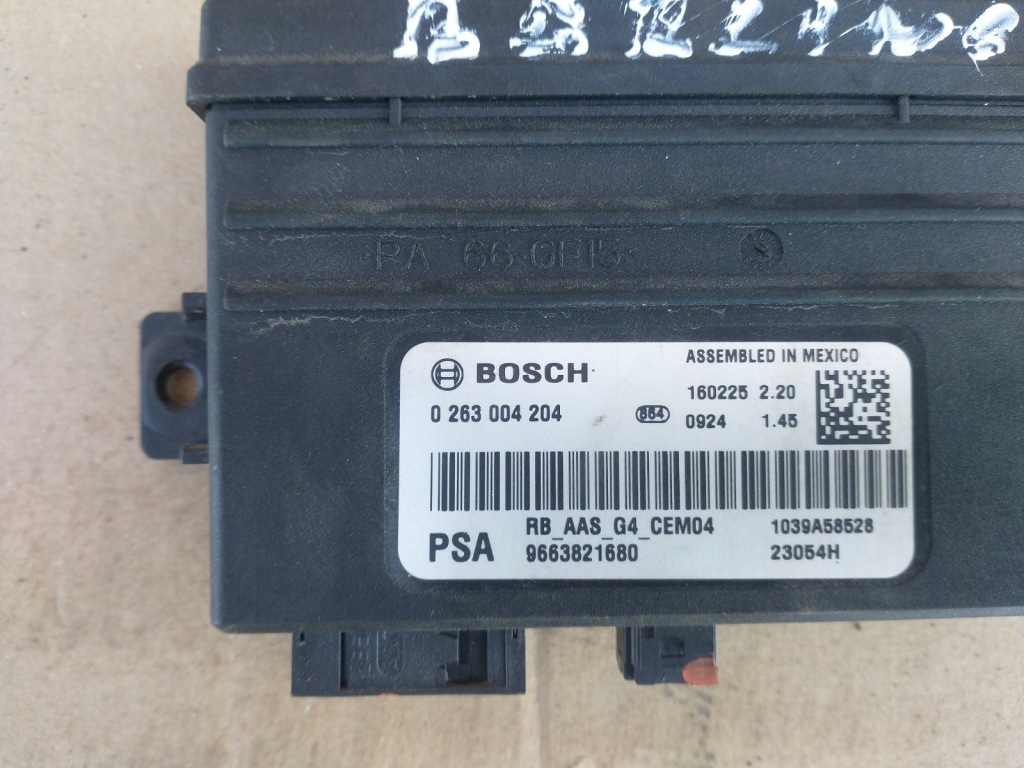 >PA 66-GF15<
BOSCH
ASSEMBLED IN MEXICO
0 263 004 204
864
160225 2.20
0924 1.45
PSA
RB_AAS_G4_CEM04
9663821680
1039A58528
23054H